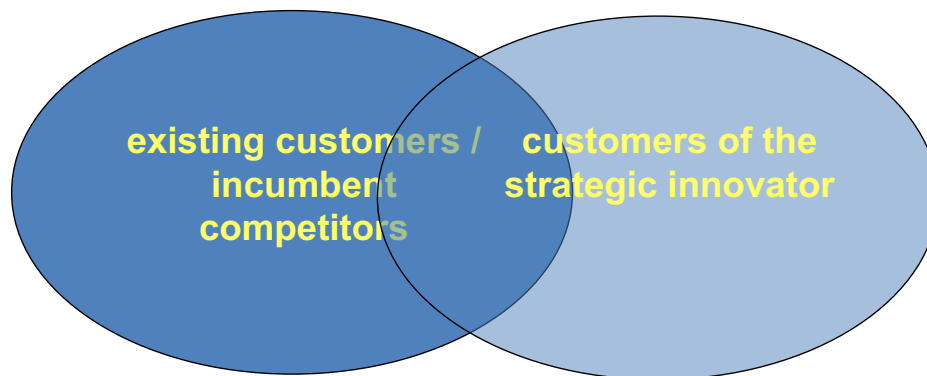 existing customers /
incumbent
competitors
customers of the
strategic innovator